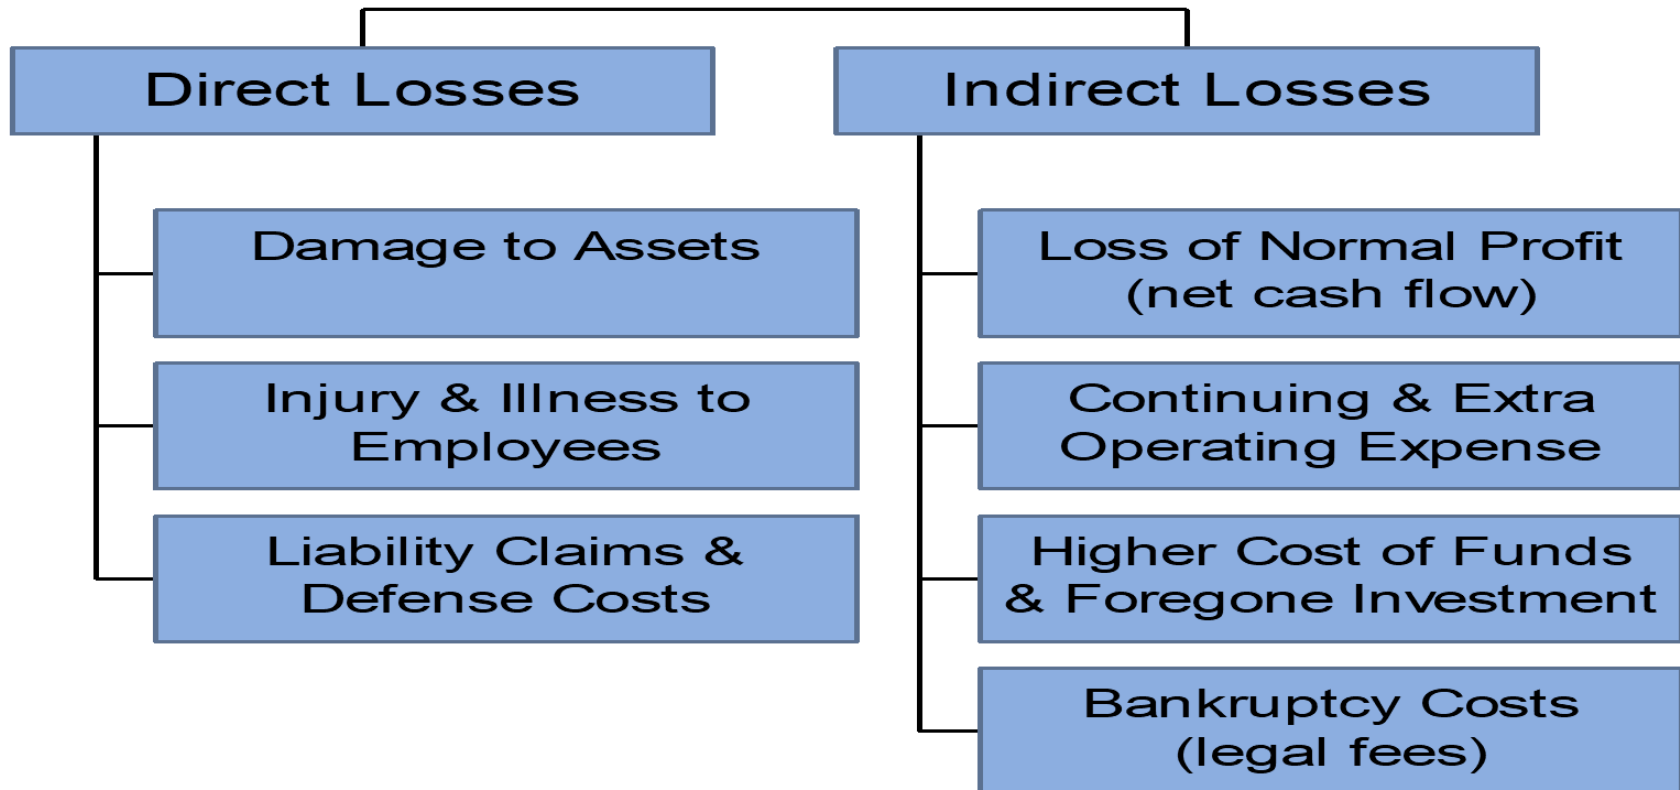 Direct Losses
Damage to Assets
Injury & Illness to
Employees
Liability Claims &
Defense Costs
Indirect Losses
Loss of Normal Profit
(net cash flow)
Continuing & Extra
Operating Expense
Higher Cost of Funds
& Foregone Investment
Bankruptcy Costs
(legal fees)